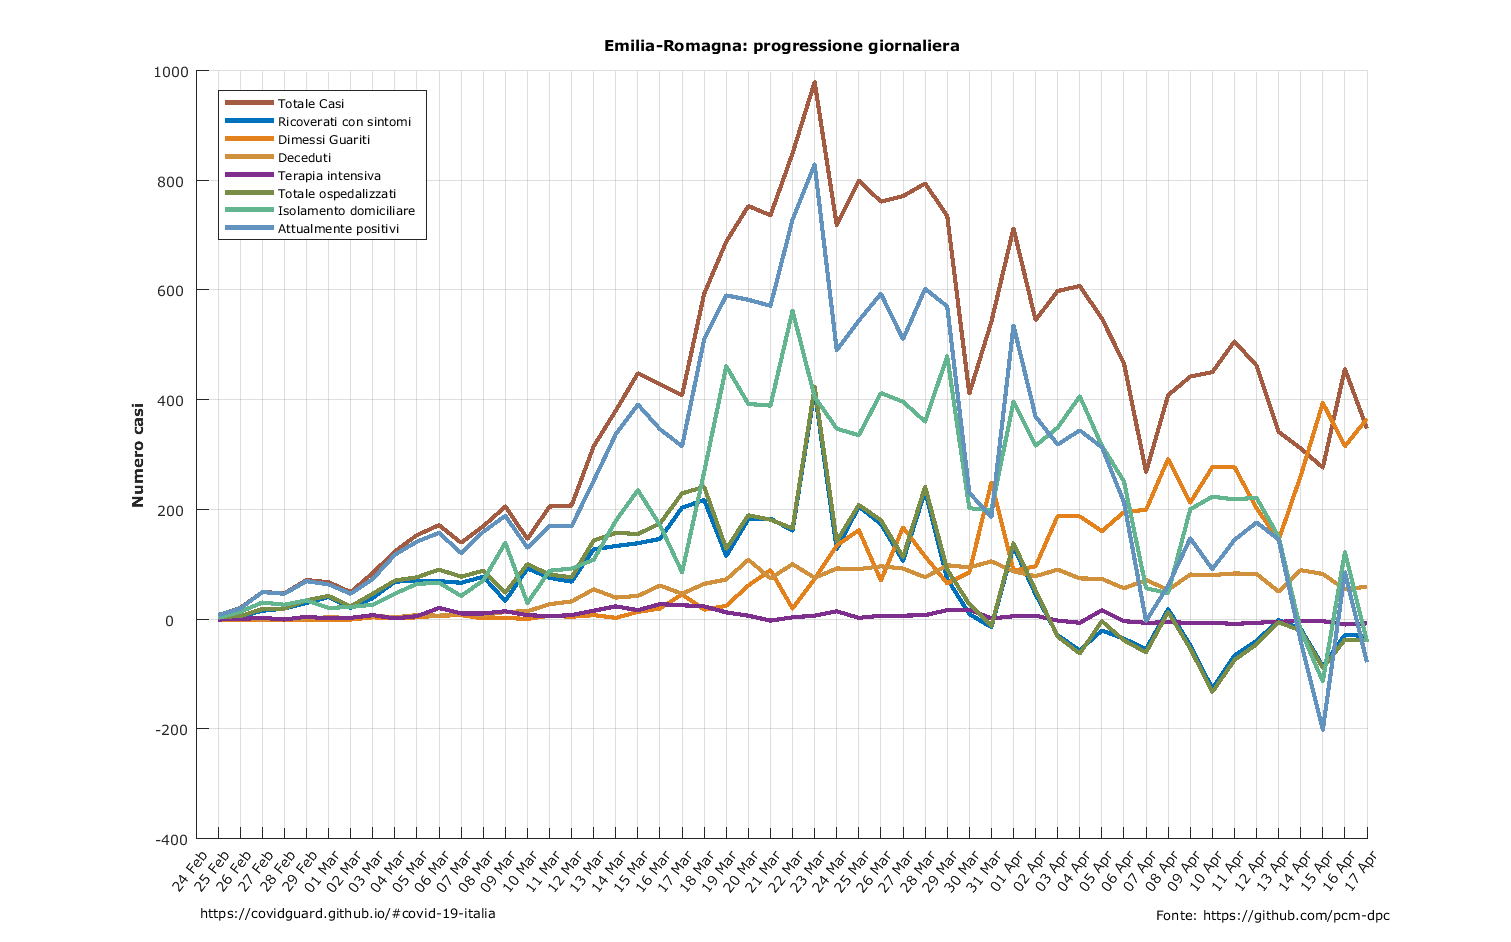 Emilia-Romagna: progressione giornaliera
1000
800
600
400
200
0
-200
-400
Numero casi
Totale Casi
Ricoverati con sintomi
Dimessi Guariti
Deceduti
Terapia intensiva
Totale ospedalizzati
Isolamento domiciliare
Attualmente positivi
24 Feb
25 Feb
26 Feb
27 Feb
28 Feb
29 Feb
01 Mar
02 Mar
03 Mar
04 Mar
05 Mar
06 Mar
07 Mar
08 Mar
09 Mar
10 Mar
11 Mar
12 Mar
13 Mar
14 Mar
15 Mar
16 Mar
17 Mar
18 Mar
19 Mar
20 Mar
21 Mar
22 Mar
23 Mar
24 Mar
25 Mar
26 Mar
27 Mar
28 Mar
29 Mar
30 Mar
31 Mar
01 Apr
02 Apr
03 Apr
04 Apr
05 Apr
06 Apr
07 Apr
08 Apr
09 Apr
10 Apr
11 Apr
12 Apr
13 Apr
14 Apr
15 Apr
16 Apr
17 Apr
https://covidguard.github.io/#covid-19-italia
Fonte: https://github.com/pcm-dpc